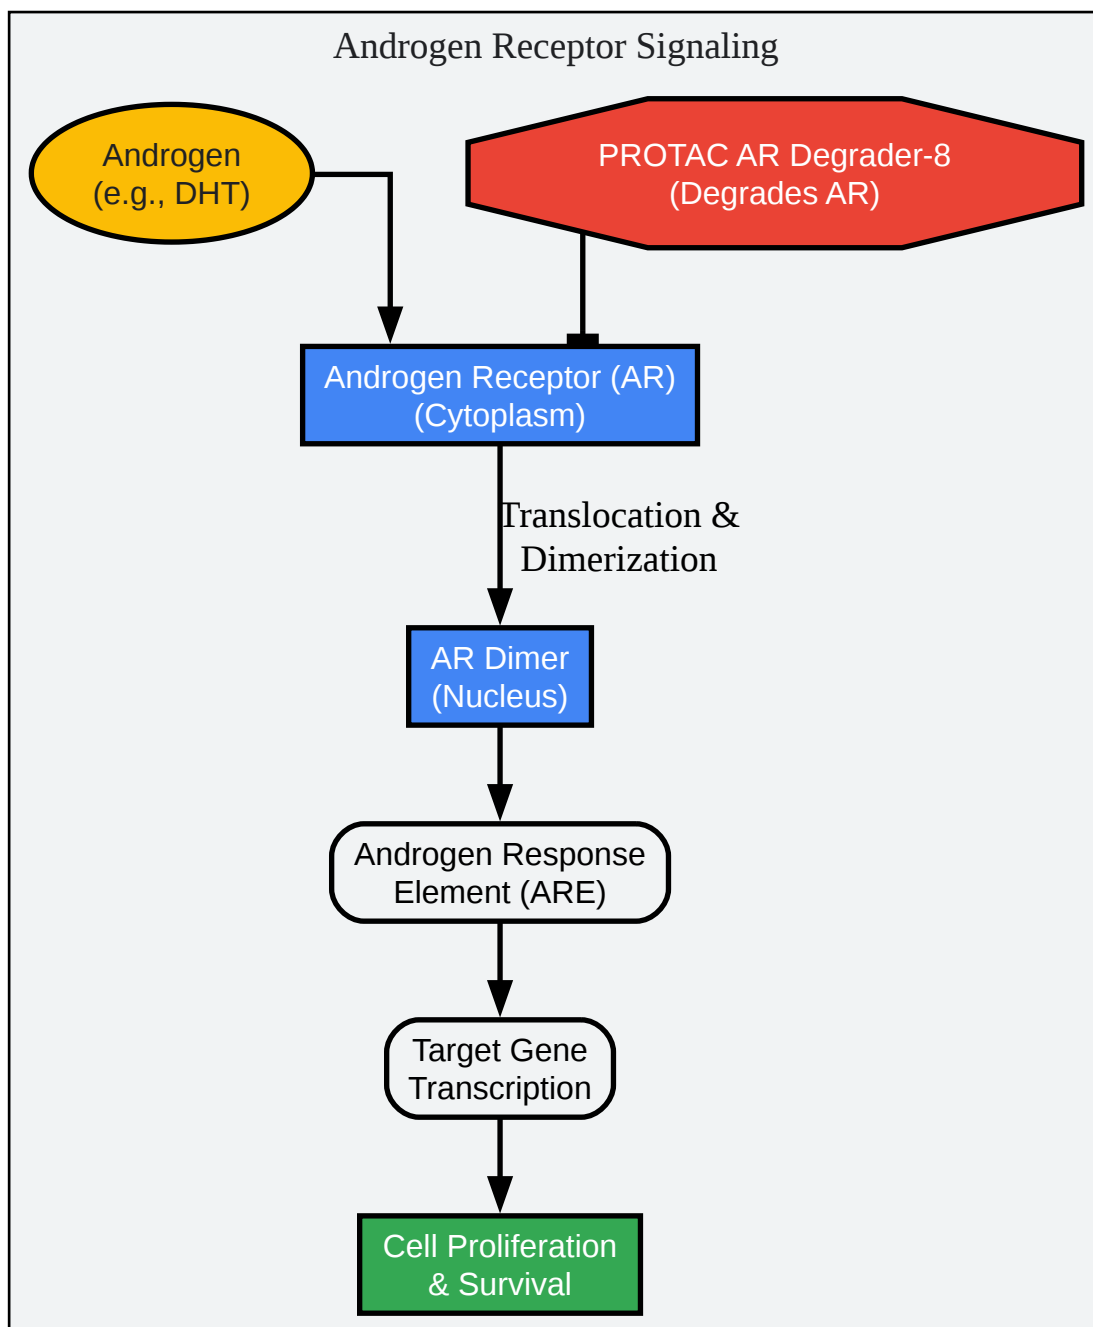 Androgen Receptor Signaling
Androgen
(e.g., DHT)
PROTAC AR Degrader-8
(Degrades AR)
Androgen Receptor (AR)
(Cytoplasm)
Translocation &
Dimerization
AR Dimer
(Nucleus)
Androgen Response
Element (ARE)
Target Gene
Transcription
Cell Proliferation
& Survival